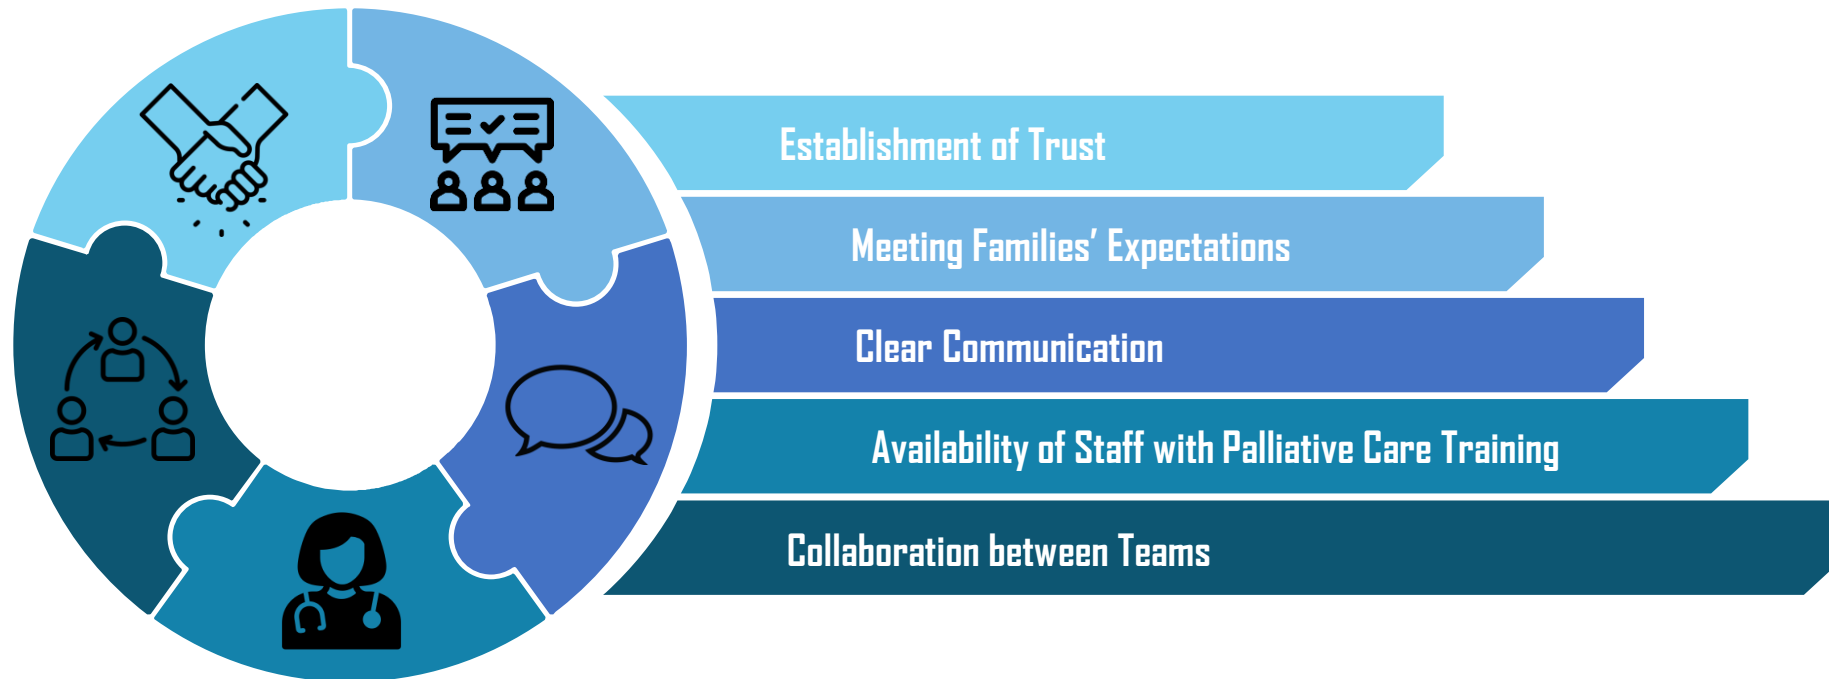 Establishment of Trust
Meeting Families’ Expectations
Clear Communication
Availability of Staff with Palliative Care Training
Collaboration between Teams